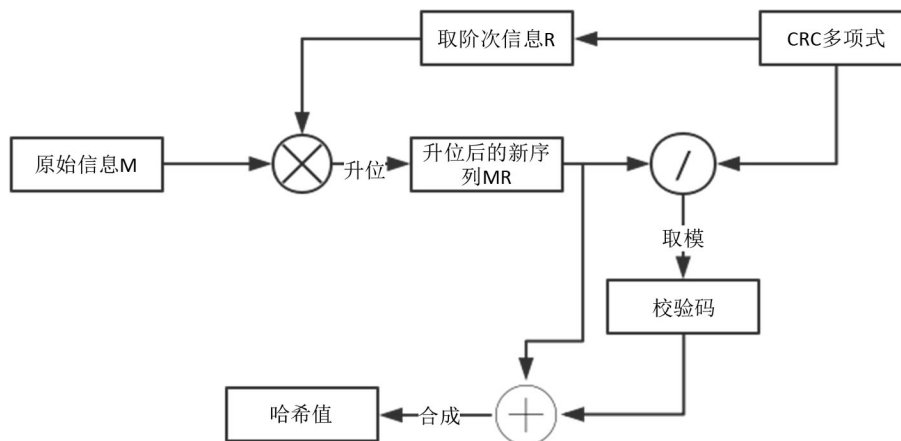 取阶次信息R
CRC多项式
原始信息M
升位
升位后的新序
列MR
/
取模
校验码
哈希值
合成